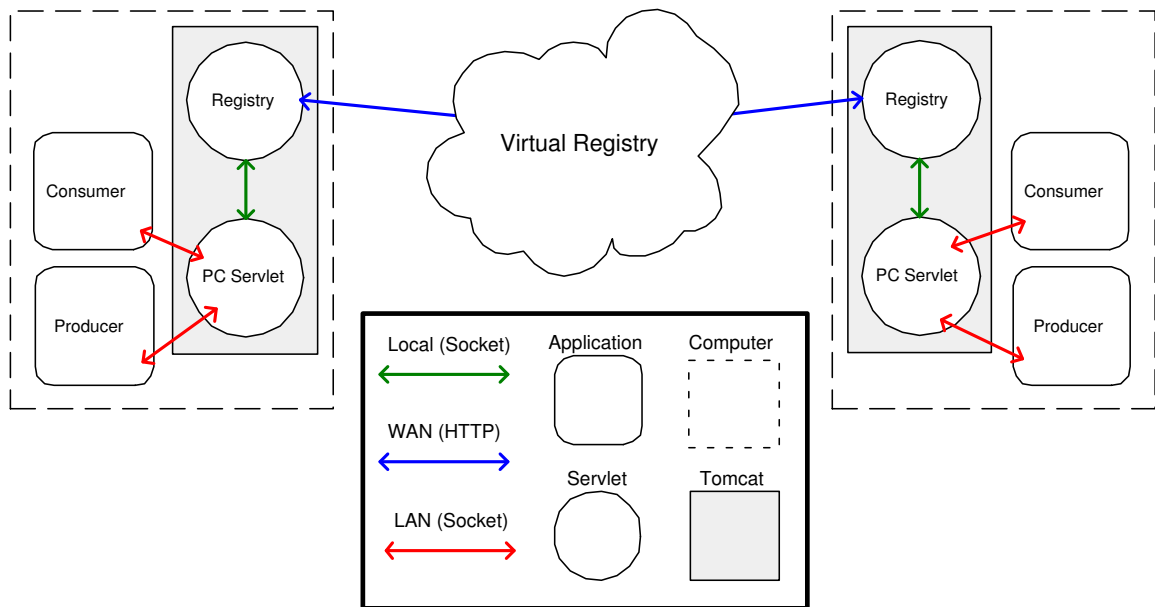 Registry
Virtual Registry
Registry
Consumer
Consumer
PC Servlet
PC Servlet
Producer
Producer
Local (Socket)
Application
Computer
WAN (HTTP)
Servlet
Tomcat
LAN (Socket)